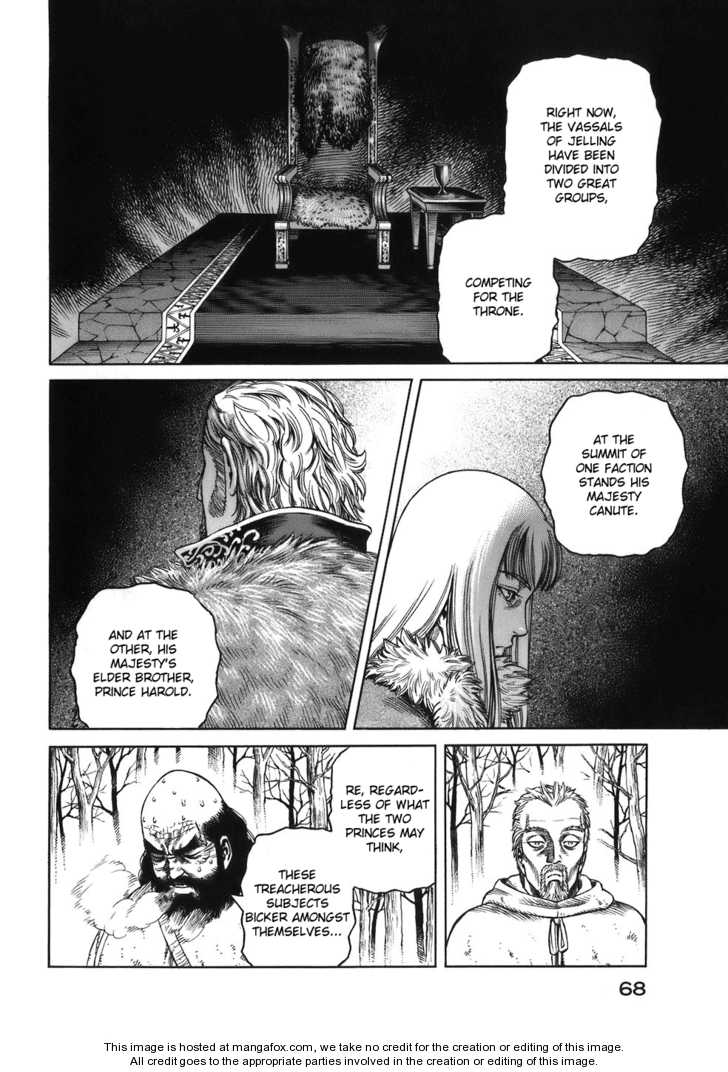 RIGHT NOW,
THE VASSALS
OF JELLING
HAVE BEEN
DIVIDED INTO
TWO GREAT
GROUPS,
COMPETING
FOR THE
THRONE.
AT THE
SUMMIT OF
ONE FACTION
STANDS HIS
MAJESTY
CANUTE.
AND AT THE
OTHER, HIS
MAJESTY'S
ELDER BROTHER,
PRINCE HAROLD.
RE, REGARD-
LESS OF WHAT
THE TWO
PRINCES MAY
THINK,
THESE
TREACHEROUS
SUBJECTS
BICKER AMONGST
THEMSELVES...
68
This image is hosted at mangafox.com, we take no credit for the creation or editing of this image.
All credit goes to the appropriate parties involved in the creation or editing of this image.